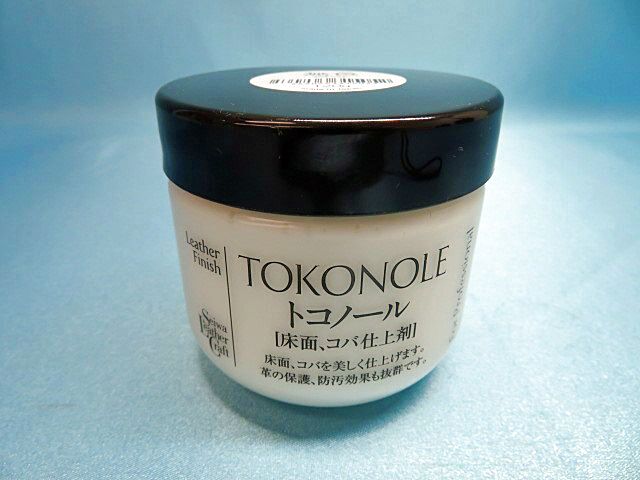 Leather
Finish
Seiwa
Leather
Craft
TOKONOLE
トコノール
[床面、コバ仕上剤]
床面、コバを美しく仕上げます。
革の保護、防汚効果も抜群です。